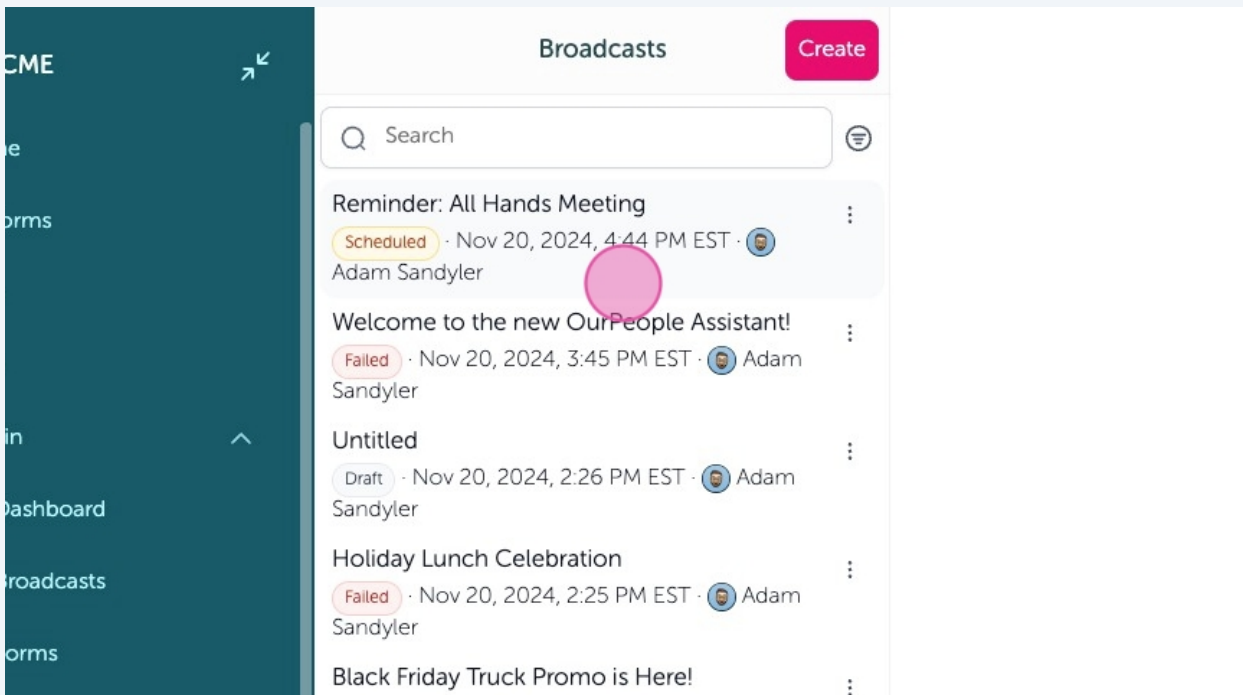 CME
e
orms
in
Dashboard
Broadcasts
orms
Broadcasts
Create
Search
Reminder: All Hands Meeting
Scheduled · Nov 20, 2024, 4:44 PM EST ·
Adam Sandyler
Welcome to the new OurPeople Assistant!
Failed · Nov 20, 2024, 3:45 PM EST · Adam
Sandyler
Untitled
Draft · Nov 20, 2024, 2:26 PM EST · Adam
Sandyler
Holiday Lunch Celebration
Failed · Nov 20, 2024, 2:25 PM EST · Adam
Sandyler
Black Friday Truck Promo is Here!